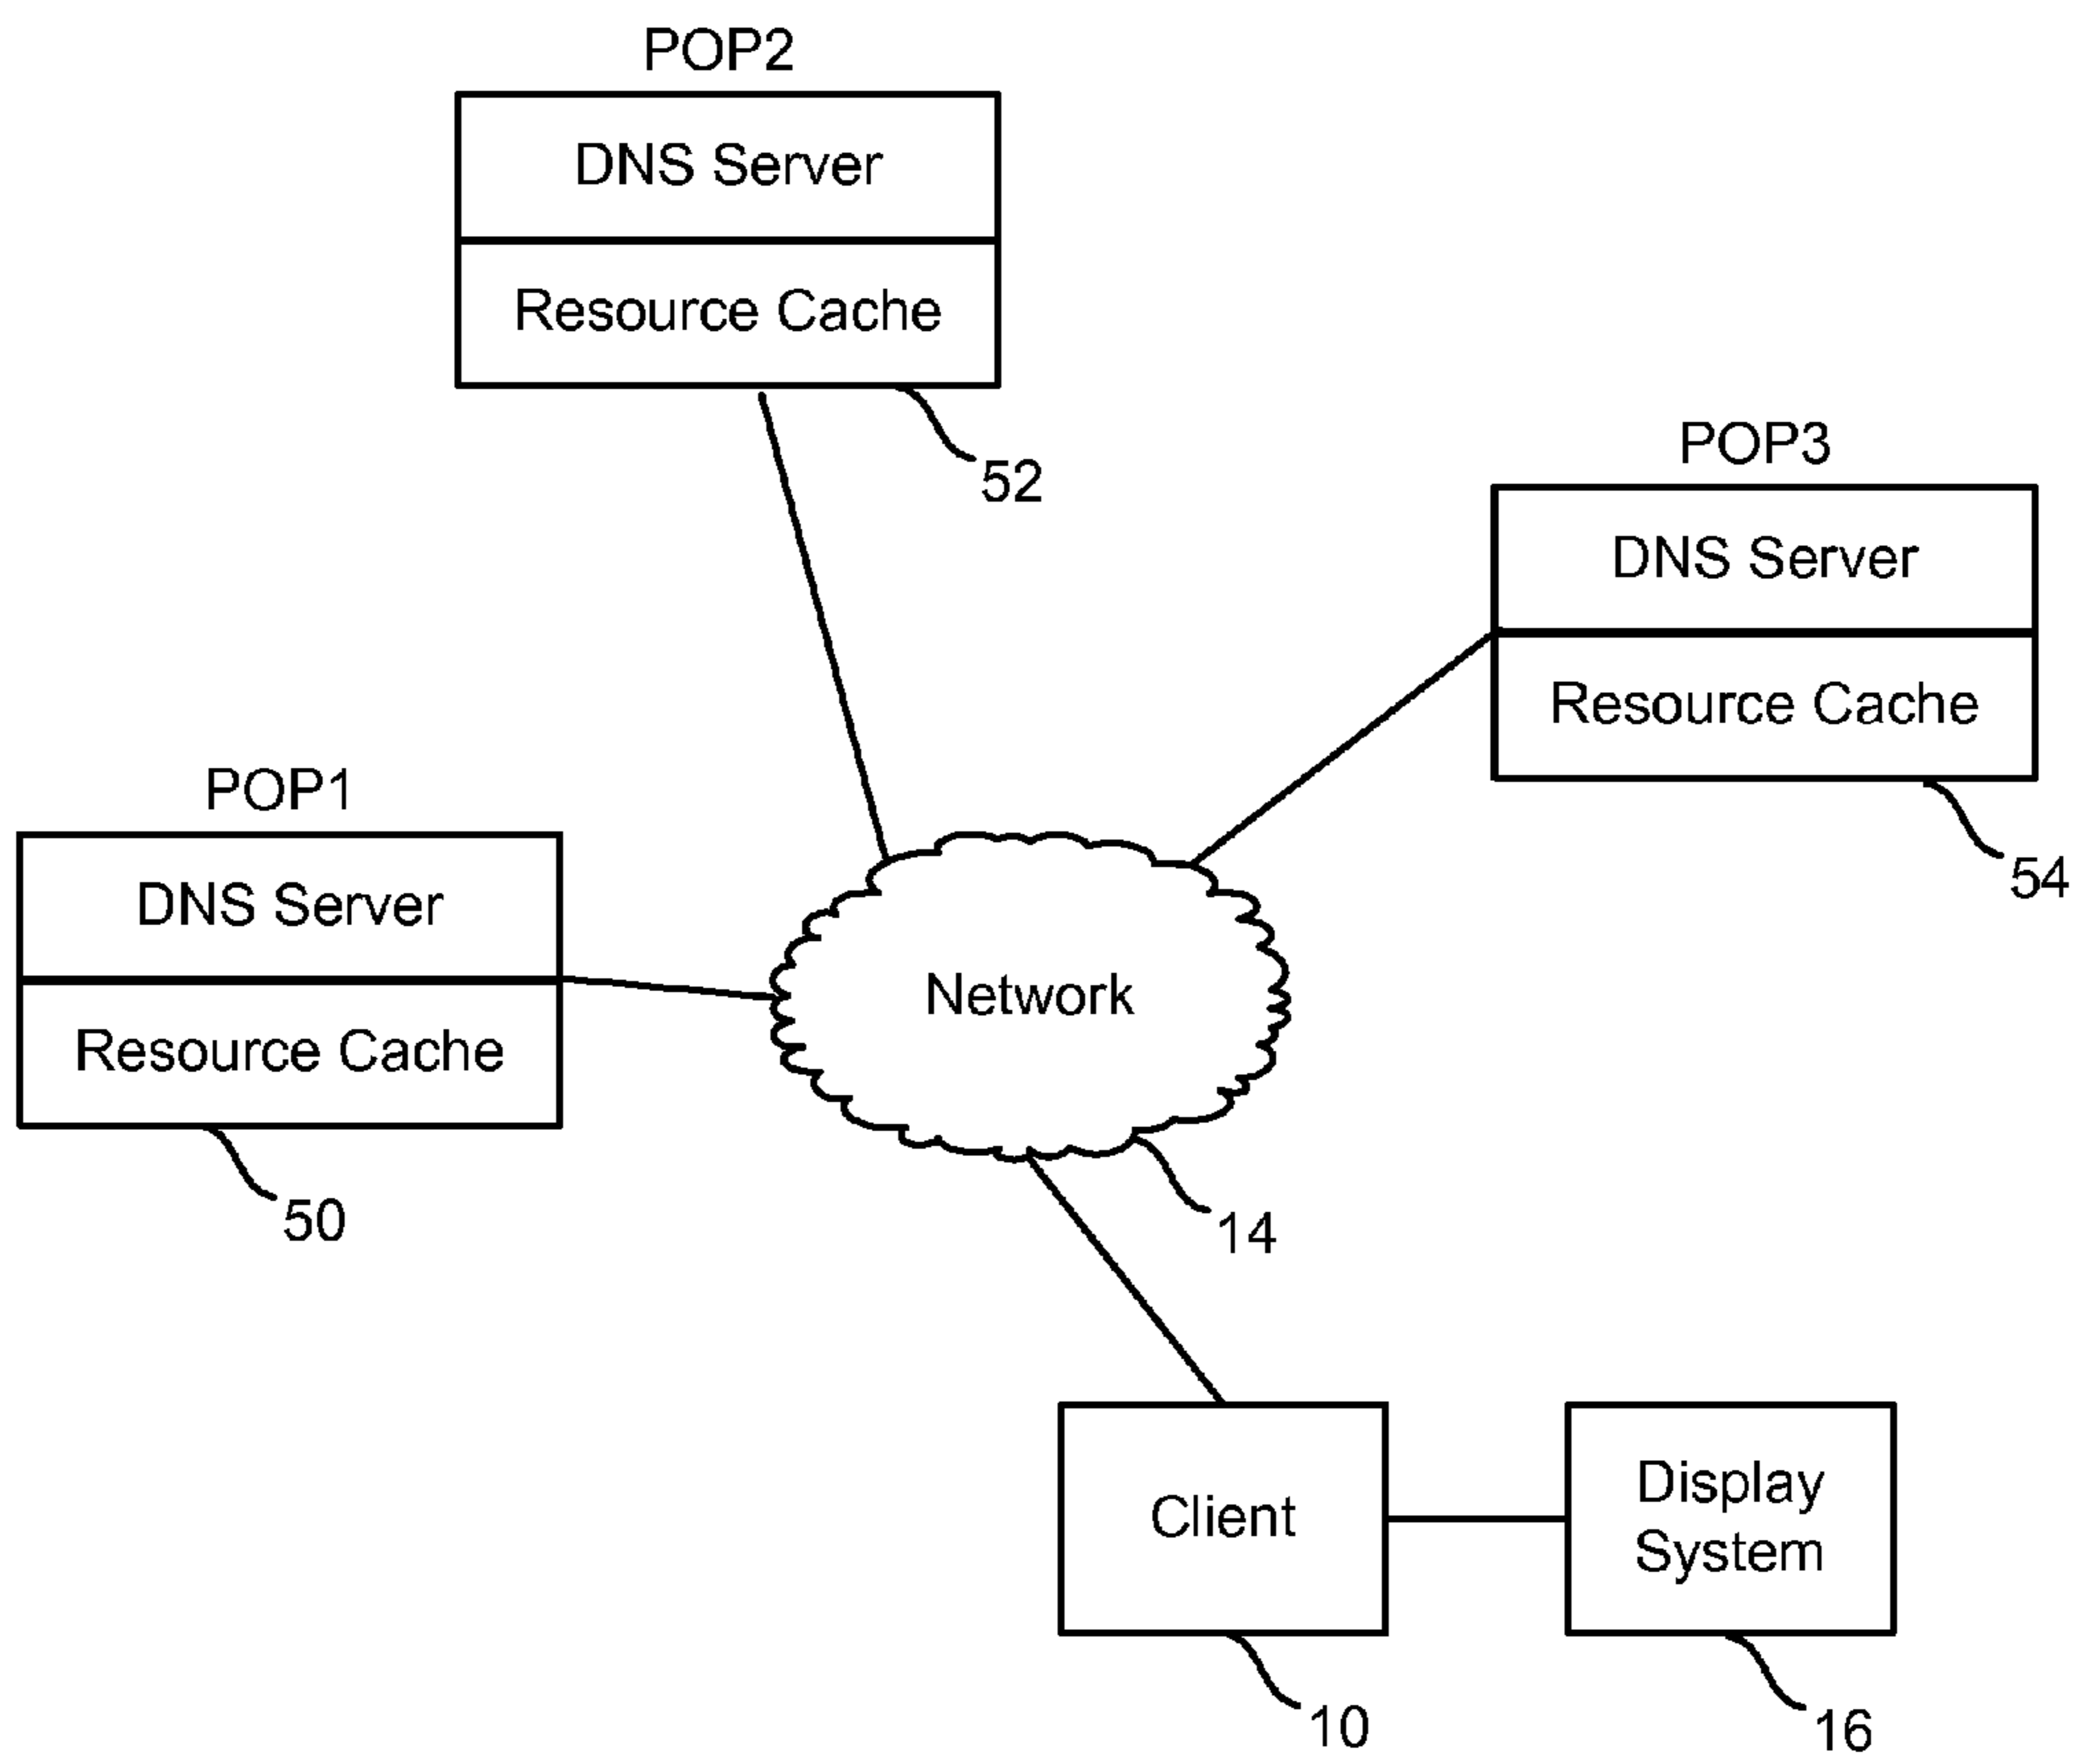 POP2
DNS Server
Resource Cache
52
POP3
DNS Server
Resource Cache
54
POP1
DNS Server
Resource Cache
50
Network
14
Client
10
Display
System
16